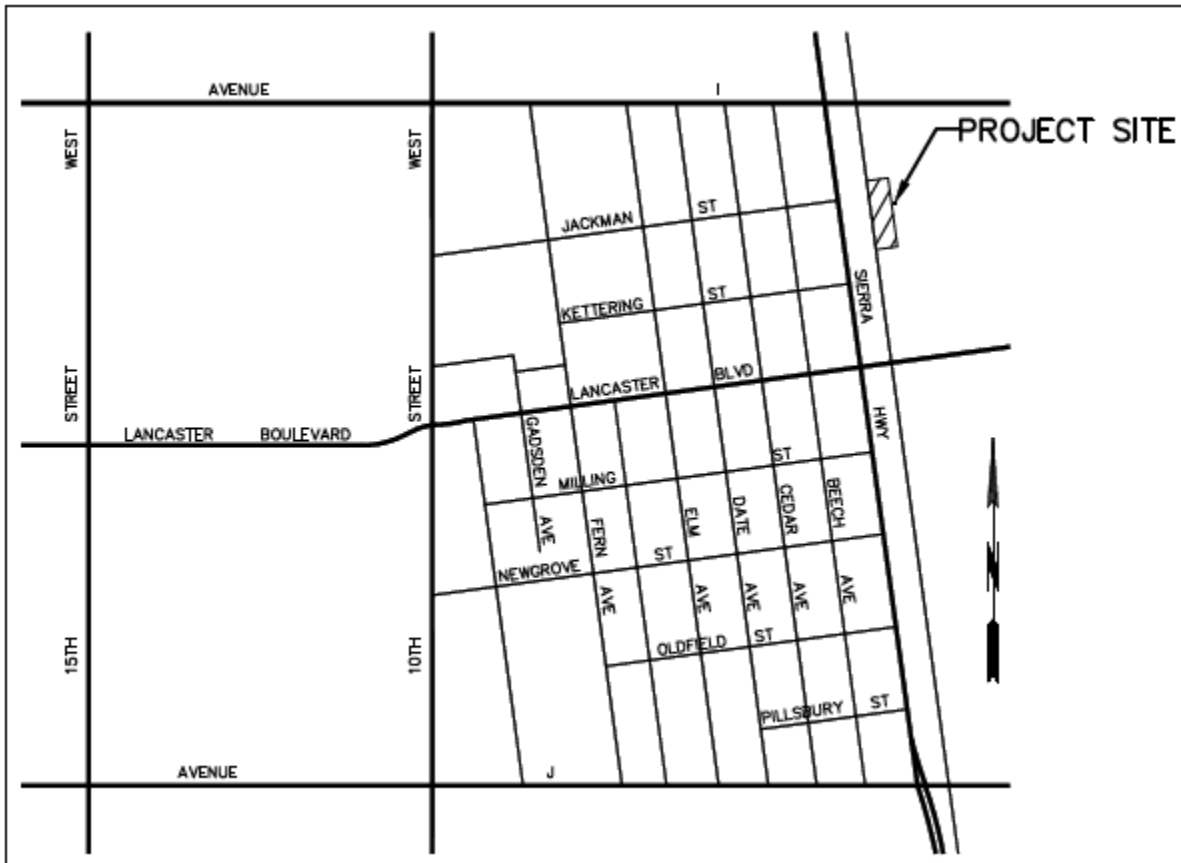 AVENUE I
WEST
WEST
PROJECT SITE
JACKMAN ST
KETTERING ST
SIERRA
STREET
STREET
LANCASTER BLVD
LANCASTER BOULEVARD
HWY
GADSDEN
MILLING ST
ELM
DATE
CEDAR
BEECH
AVE
FERN
NEWGROVE ST
N
AVE
AVE
AVE
AVE
AVE
15TH
10TH
OLDFIELD ST
PILLSBURY ST
AVENUE J